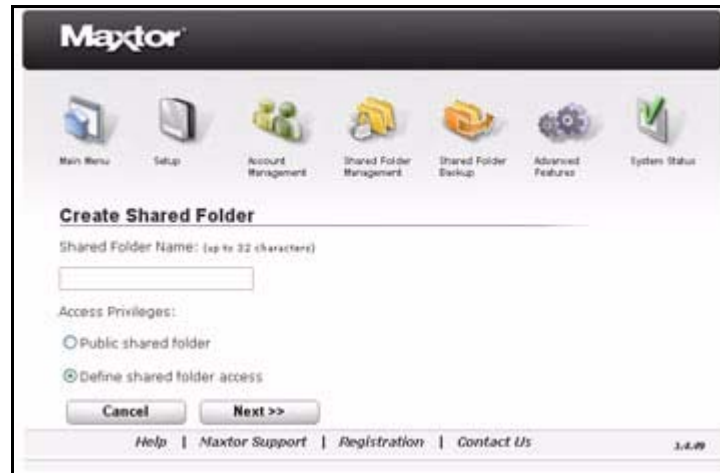 Maxtor
Main Menu
Setup
Account Management
Shared Folder Management
Shared Folder Backup
Advanced Features
System Status
Create Shared Folder
Shared Folder Name: (up to 32 characters)
Access Privileges:
Public shared folder
Define shared folder access
Cancel
Next >>
Help | Maxtor Support | Registration | Contact Us